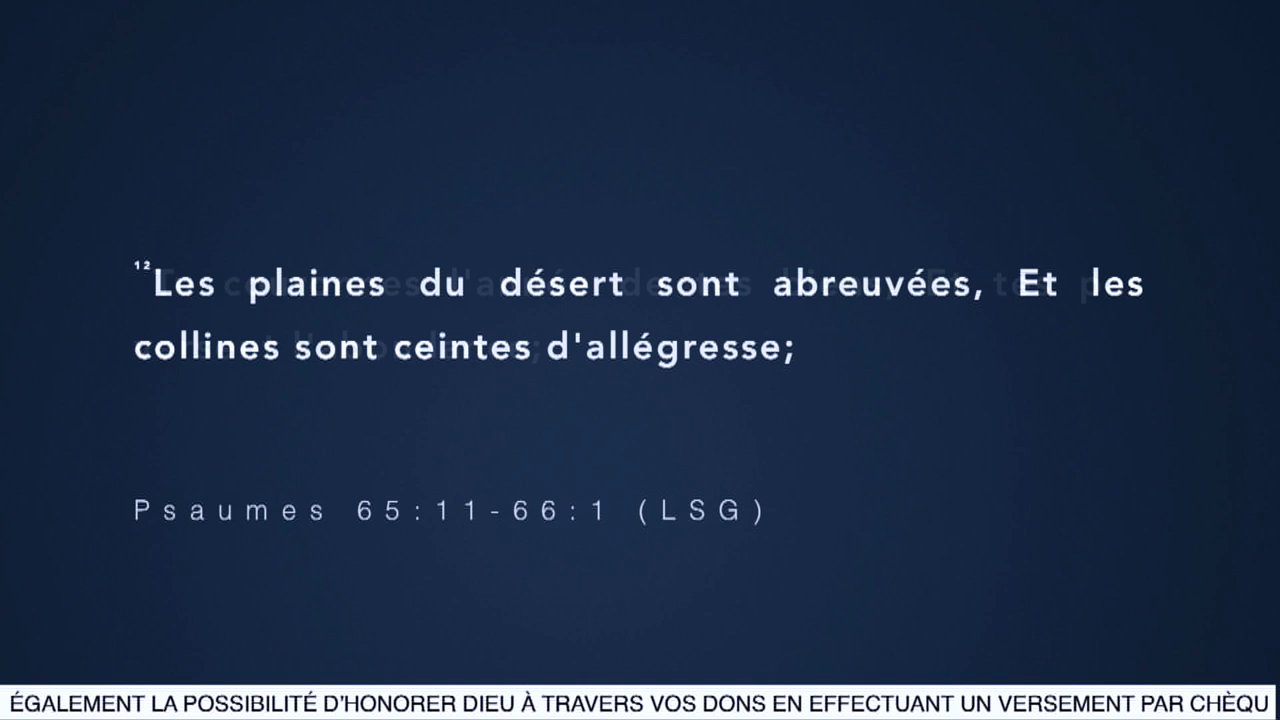 ¹²Les plaines du désert sont abreuvées, Et les
collines sont ceintes d'allégresse;
Psaumes 65:11-66:1 (LSG)
ÉGALEMENT LA POSSIBILITÉ D'HONORER DIEU À TRAVERS VOS DONS EN EFFECTUANT UN VERSEMENT PAR CHÈQU